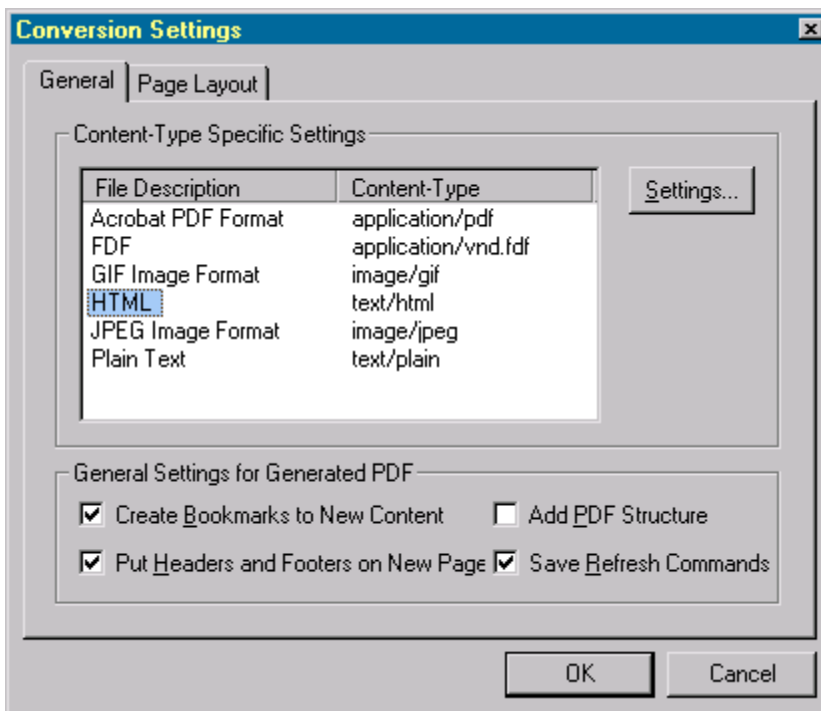 Conversion Settings
General Page Layout
Content-Type Specific Settings
File Description Content-Type Settings...
Acrobat PDF Format application/pdf
FDF application/vnd.fdf
GIF Image Format image/gif
HTML text/html
JPEG Image Format image/jpeg
Plain Text text/plain
General Settings for Generated PDF
Create Bookmarks to New Content Add PDF Structure
Put Headers and Footers on New Page Save Refresh Commands
OK Cancel